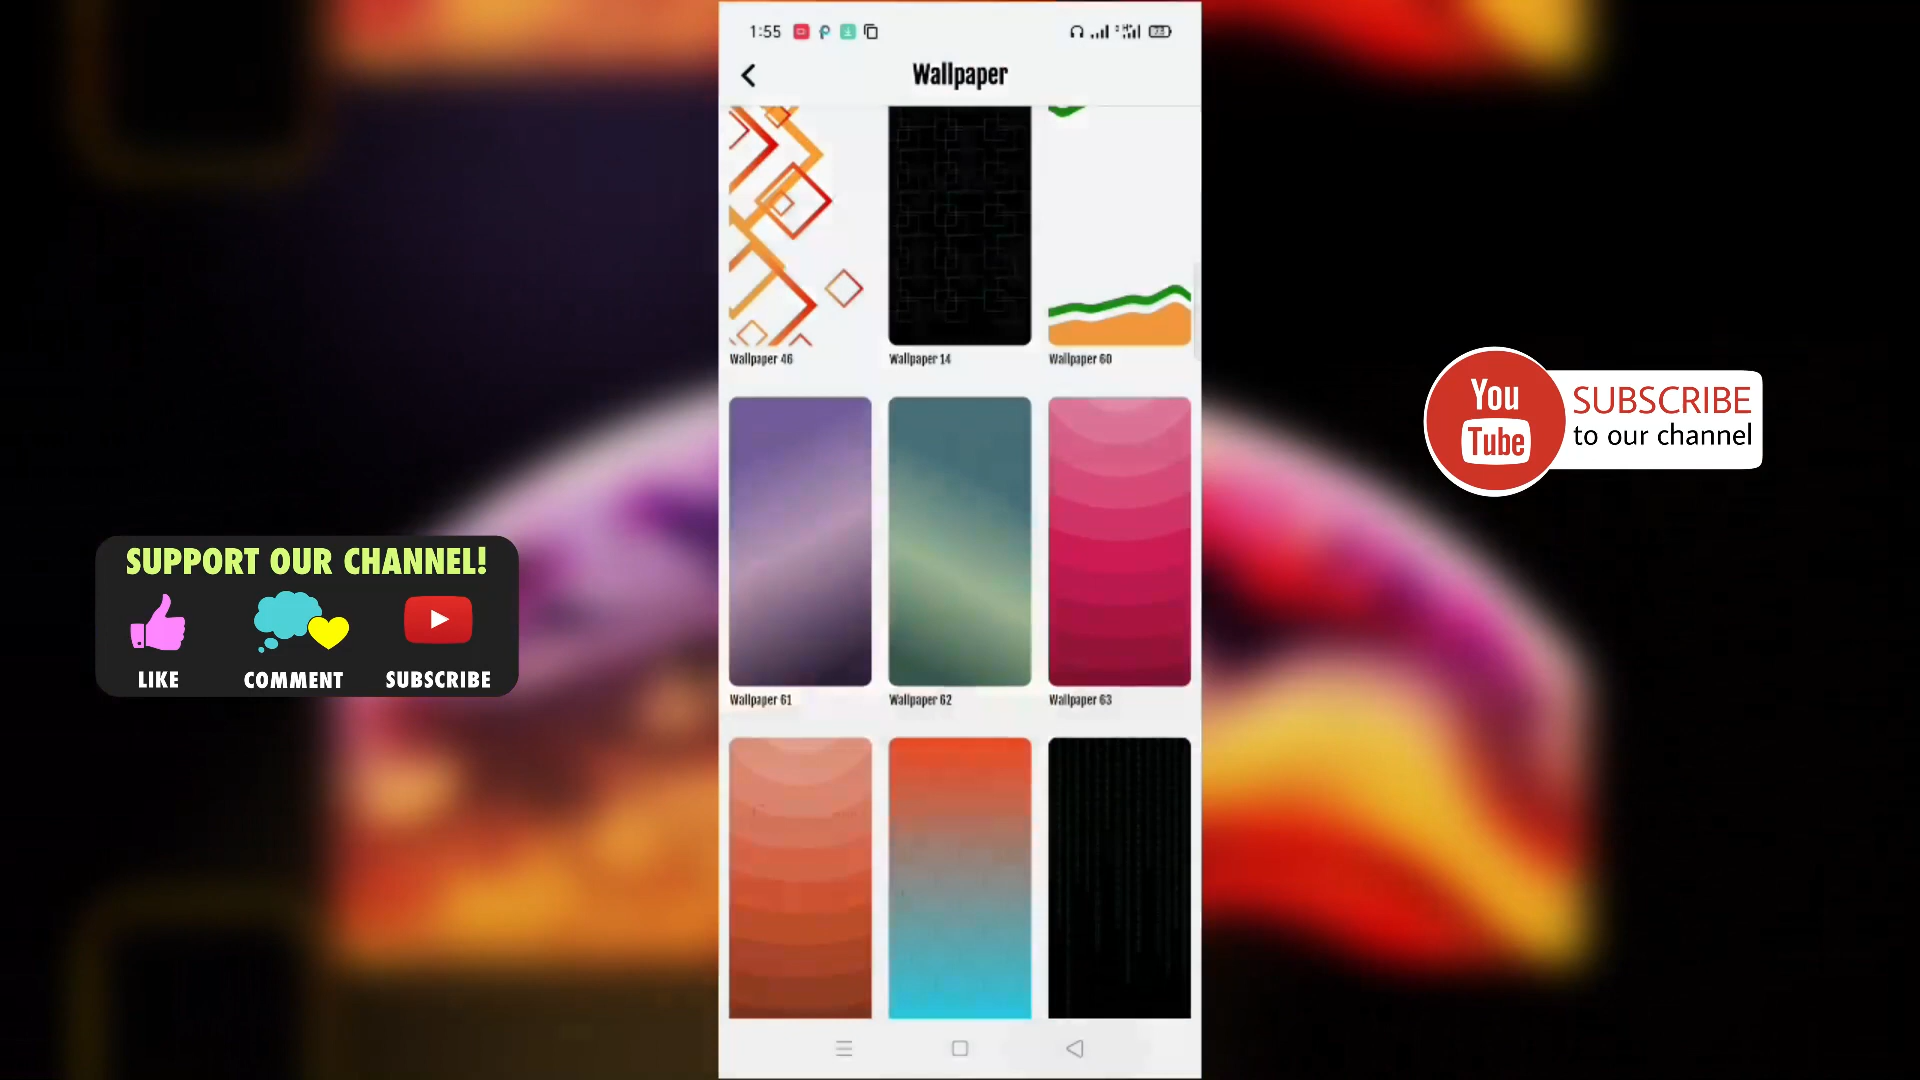 1:55
Wallpaper
Wallpaper 46
Wallpaper 14
Wallpaper 60
You
Tube
SUBSCRIBE
to our channel
SUPPORT OUR CHANNEL!
LIKE
COMMENT
SUBSCRIBE
Wallpaper 61
Wallpaper 62
Wallpaper 63